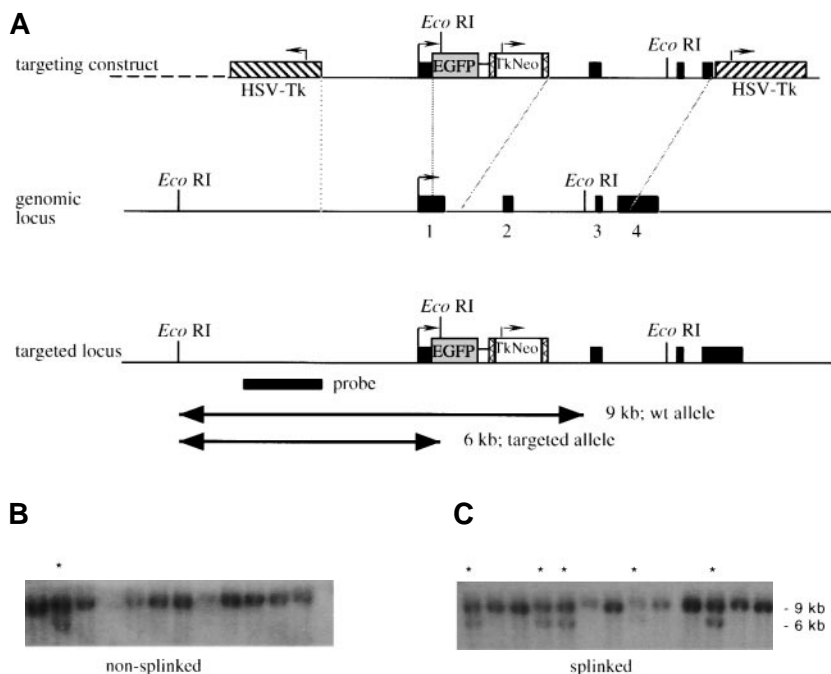 A
Eco RI
Eco RI
targeting construct
EGFP
TkNeo
HSV-Tk
HSV-Tk
Eco RI
Eco RI
genomic
locus
1 2 3 4
Eco RI
Eco RI
Eco RI
targeted locus
EGFP
TkNeo
probe
9 kb; wt allele
6 kb; targeted allele
B
C
*
* * * * *
- 9 kb
- 6 kb
non-splinked
splinked